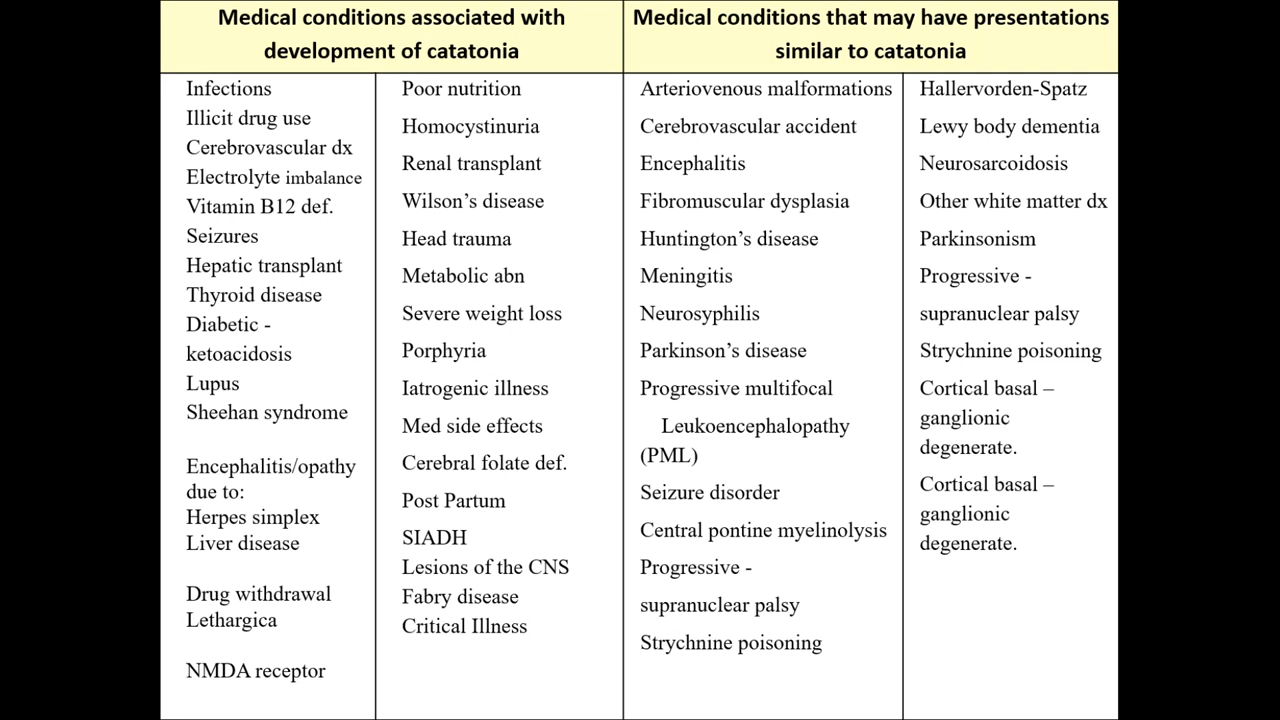 Medical conditions associated with
development of catatonia
Medical conditions that may have presentations
similar to catatonia
Infections
Illicit drug use
Cerebrovascular dx
Electrolyte imbalance
Vitamin B12 def.
Seizures
Hepatic transplant
Thyroid disease
Diabetic -
ketoacidosis
Lupus
Sheehan syndrome
Encephalitis/opathy
due to:
Herpes simplex
Liver disease
Drug withdrawal
Lethargica
NMDA receptor
Poor nutrition
Homocystinuria
Renal transplant
Wilson’s disease
Head trauma
Metabolic abn
Severe weight loss
Porphyria
Iatrogenic illness
Med side effects
Cerebral folate def.
Post Partum
SIADH
Lesions of the CNS
Fabry disease
Critical Illness
Arteriovenous malformations
Cerebrovascular accident
Encephalitis
Fibromuscular dysplasia
Huntington’s disease
Meningitis
Neurosyphilis
Parkinson’s disease
Progressive multifocal
Leukoencephalopathy
(PML)
Seizure disorder
Central pontine myelinolysis
Progressive -
supranuclear palsy
Strychnine poisoning
Hallervorden-Spatz
Lewy body dementia
Neurosarcoidosis
Other white matter dx
Parkinsonism
Progressive -
supranuclear palsy
Strychnine poisoning
Cortical basal –
ganglionic
degenerate.
Cortical basal –
ganglionic
degenerate.